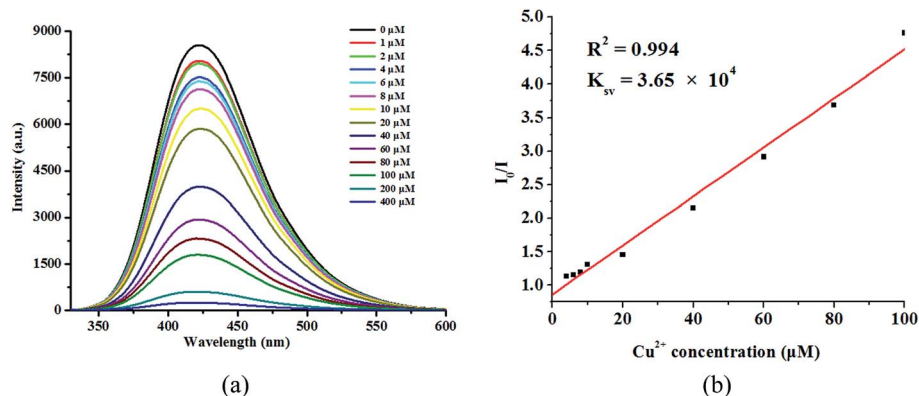 9000
7500
6000
4500
3000
1500
0
350
400
450
500
550
600
Intensity (a.u.)
Wavelength (nm)
0 µM
1 µM
2 µM
4 µM
6 µM
8 µM
10 µM
20 µM
40 µM
60 µM
80 µM
100 µM
200 µM
400 µM
(a)
5.0
4.5
4.0
3.5
3.0
2.5
2.0
1.5
1.0
0
20
40
60
80
100
I₀/I
R² = 0.994
Kₛᵥ = 3.65 × 10⁴
Cu²⁺ concentration (µM)
(b)